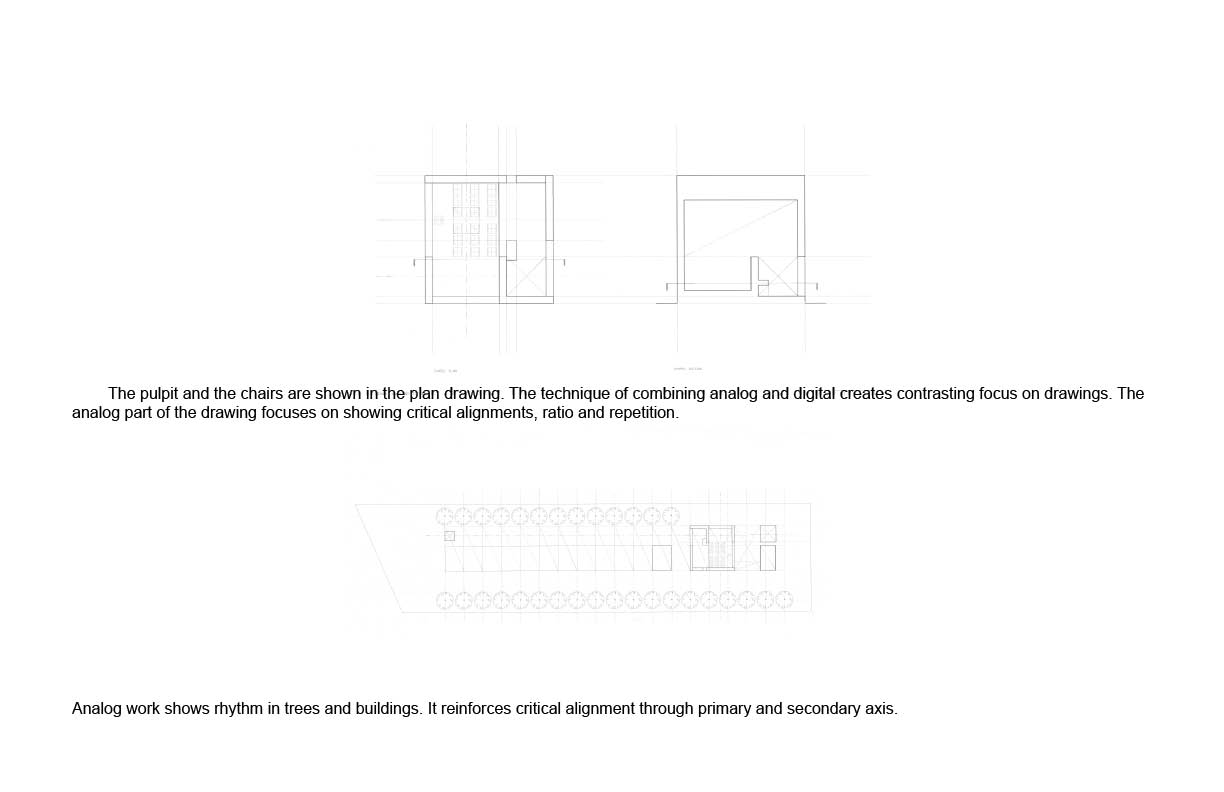 The pulpit and the chairs are shown in the plan drawing. The technique of combining analog and digital creates contrasting focus on drawings. The
analog part of the drawing focuses on showing critical alignments, ratio and repetition.
Analog work shows rhythm in trees and buildings. It reinforces critical alignment through primary and secondary axis.